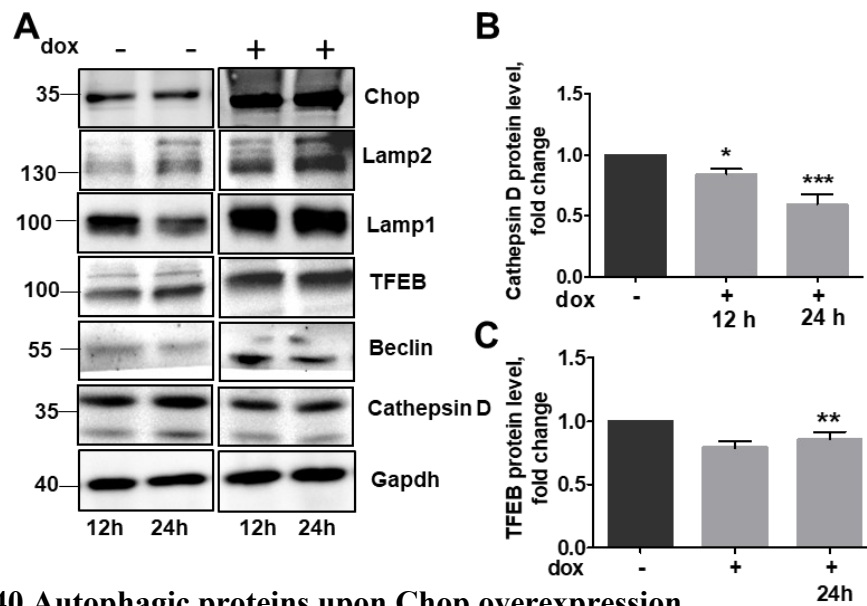 A
dox - - + +
35 Chop
130 Lamp2
100 Lamp1
100 TFEB
55 Beclin
35 Cathepsin D
40 Gapdh
12h 24h 12h 24h
B
Cathepsin D protein level,
fold change
1.5
1.0
0.5
0.0
* ***
dox - + +
12 h 24 h
C
TFEB protein level,
fold change
1.5
1.0
0.5
0.0
**
dox - + +
24h
40 Autophagic proteins upon Chop overexpression